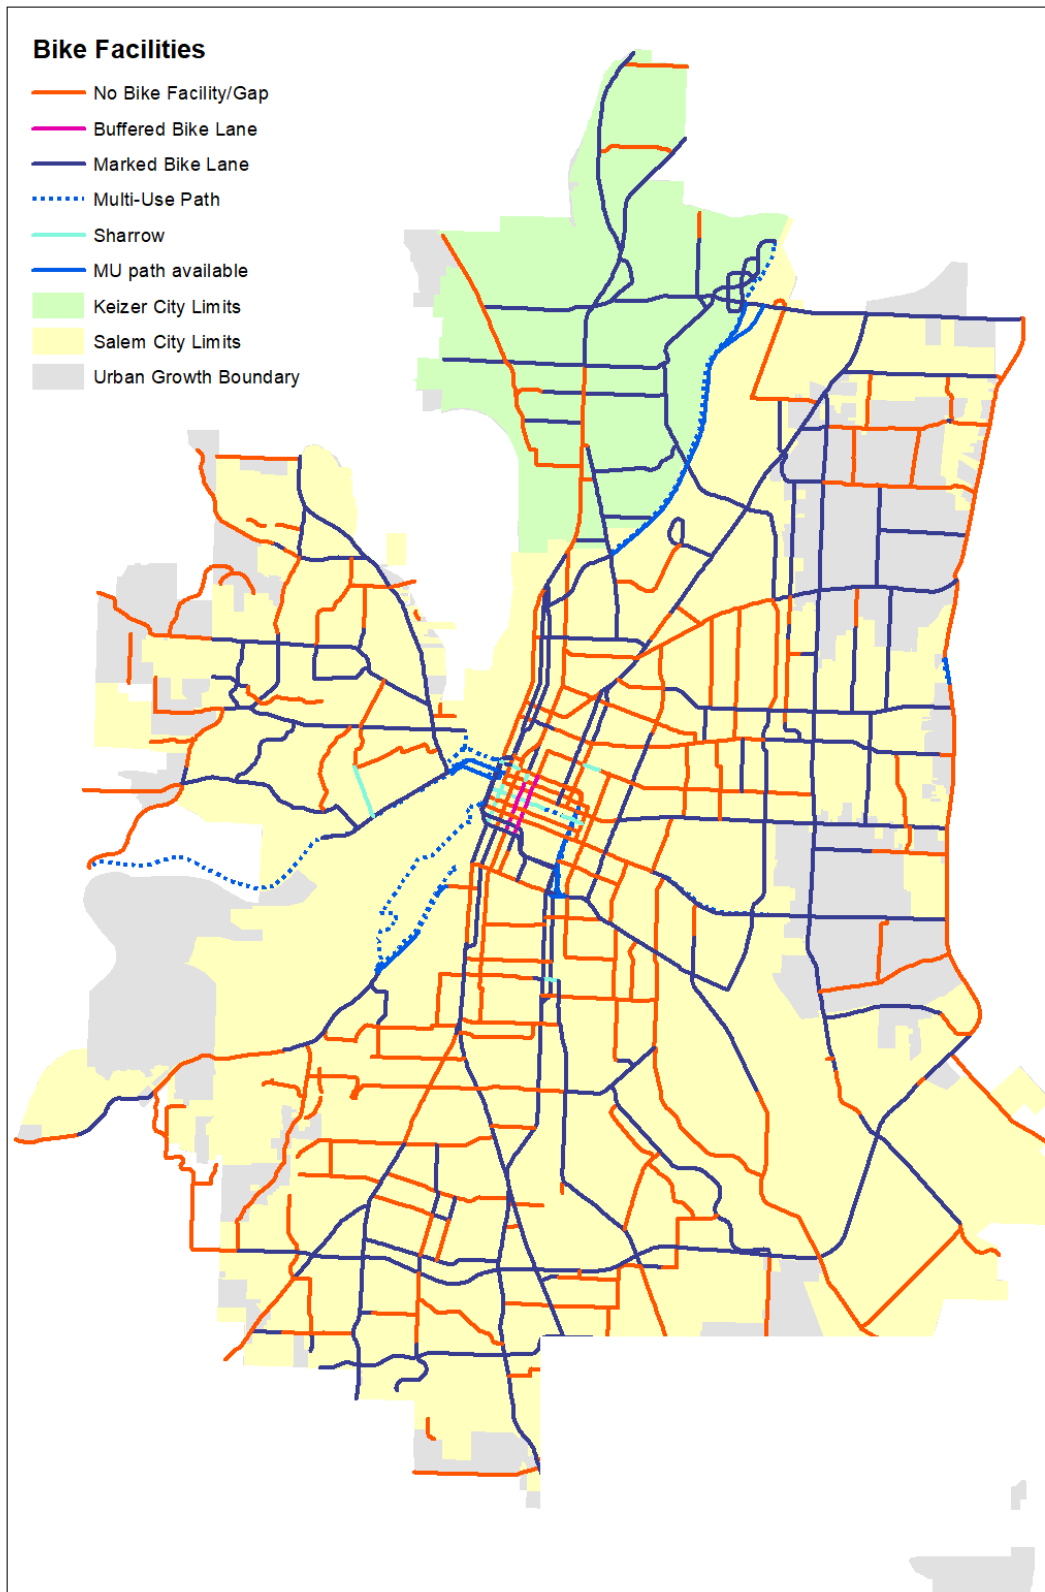 Bike Facilities
No Bike Facility/Gap
Buffered Bike Lane
Marked Bike Lane
Multi-Use Path
Sharrow
MU path available
Keizer City Limits
Salem City Limits
Urban Growth Boundary